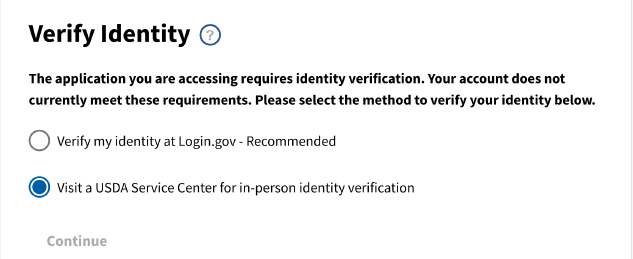 Verify Identity ?
The application you are accessing requires identity verification. Your account does not
currently meet these requirements. Please select the method to verify your identity below.
Verify my identity at Login.gov - Recommended
Visit a USDA Service Center for in-person identity verification
Continue